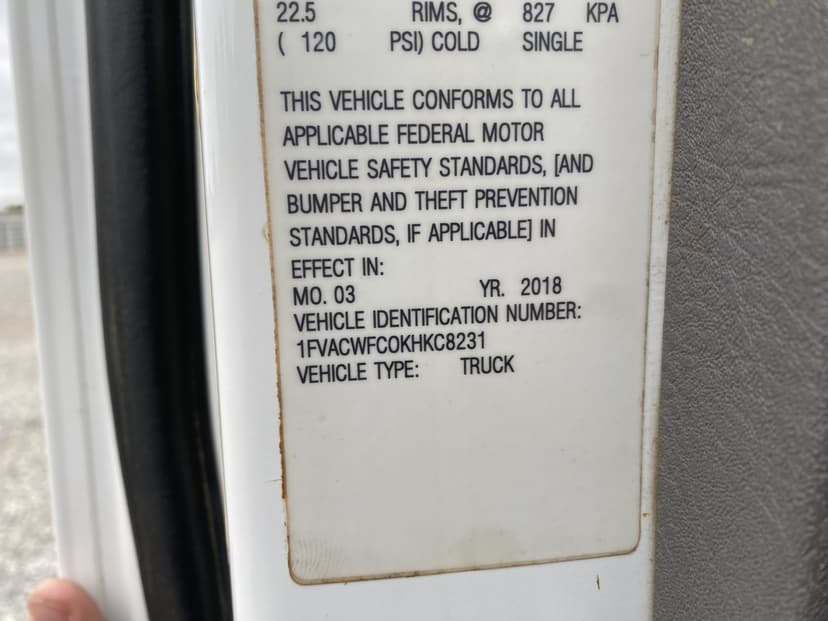 22.5 RIMS, @ 827 KPA
( 120 PSI) COLD SINGLE
THIS VEHICLE CONFORMS TO ALL
APPLICABLE FEDERAL MOTOR
VEHICLE SAFETY STANDARDS, [AND
BUMPER AND THEFT PREVENTION
STANDARDS, IF APPLICABLE] IN
EFFECT IN:
MO. 03 YR. 2018
VEHICLE IDENTIFICATION NUMBER:
1FVACWFC0KHKC8231
VEHICLE TYPE: TRUCK